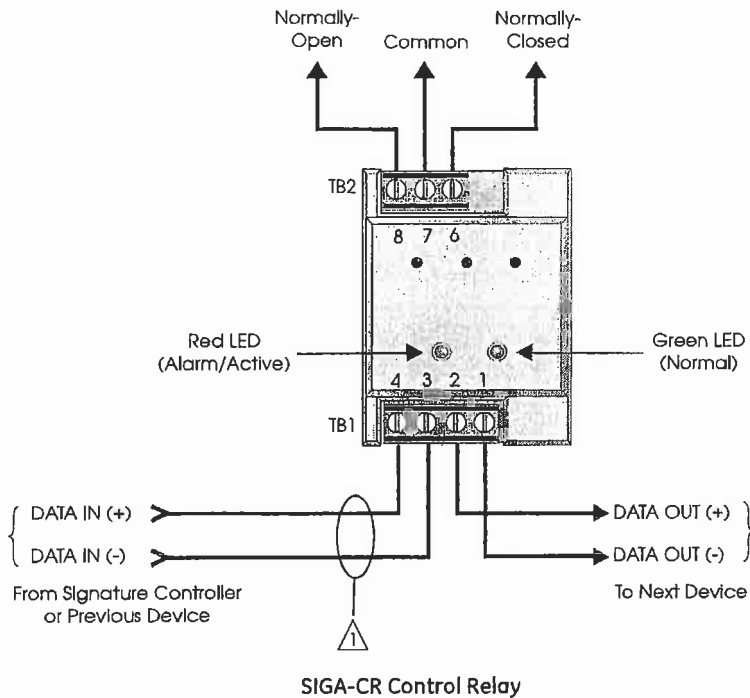 Normally-
Open
Common
Normally-
Closed
TB2
8 7 6
Red LED
(Alarm/Active)
Green LED
(Normal)
4 3 2 1
TB1
DATA IN (+)
DATA OUT (+)
DATA IN (-)
DATA OUT (-)
From Signature Controller
or Previous Device
To Next Device
1
SIGA-CR Control Relay